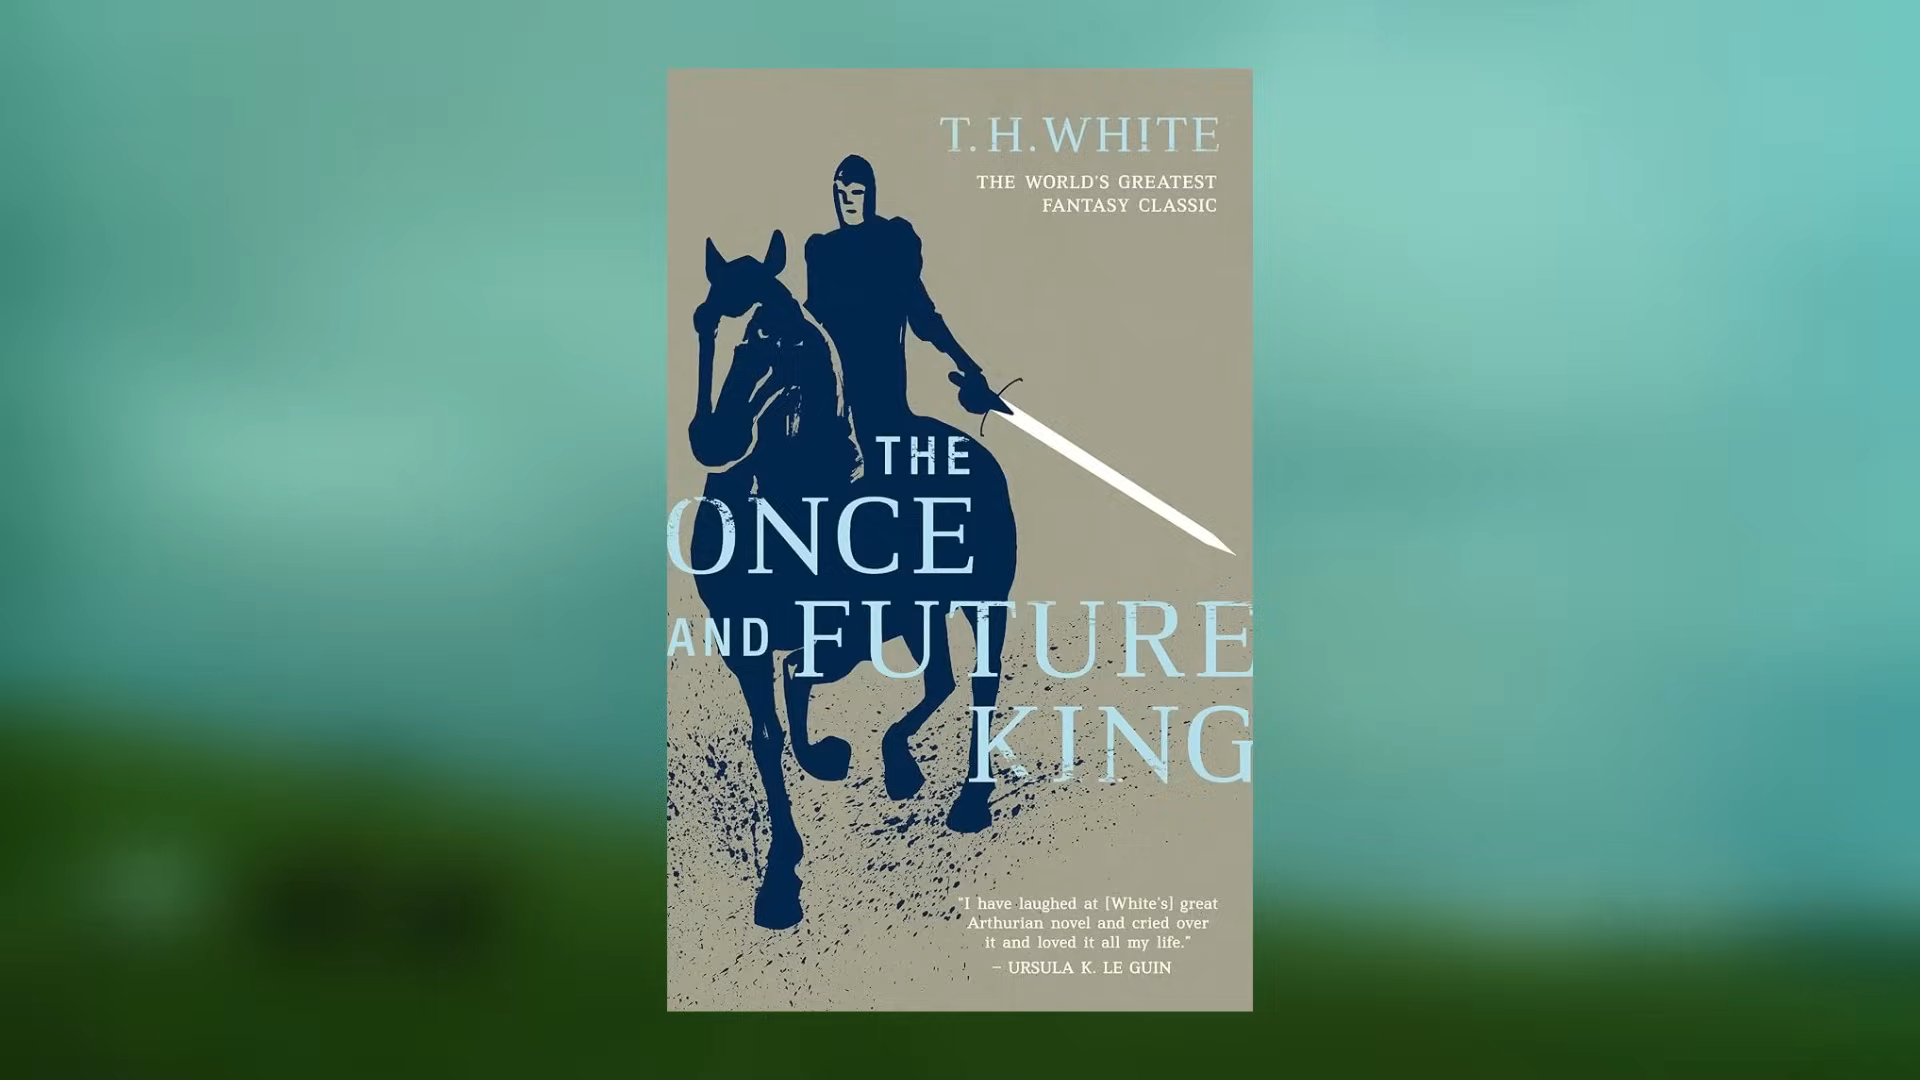 T. H. WHITE
THE WORLD'S GREATEST
FANTASY CLASSIC
THE
ONCE
AND FUTURE
KING
"I have laughed at [White's] great
Arthurian novel and cried over
it and loved it all my life."
– URSULA K. LE GUIN